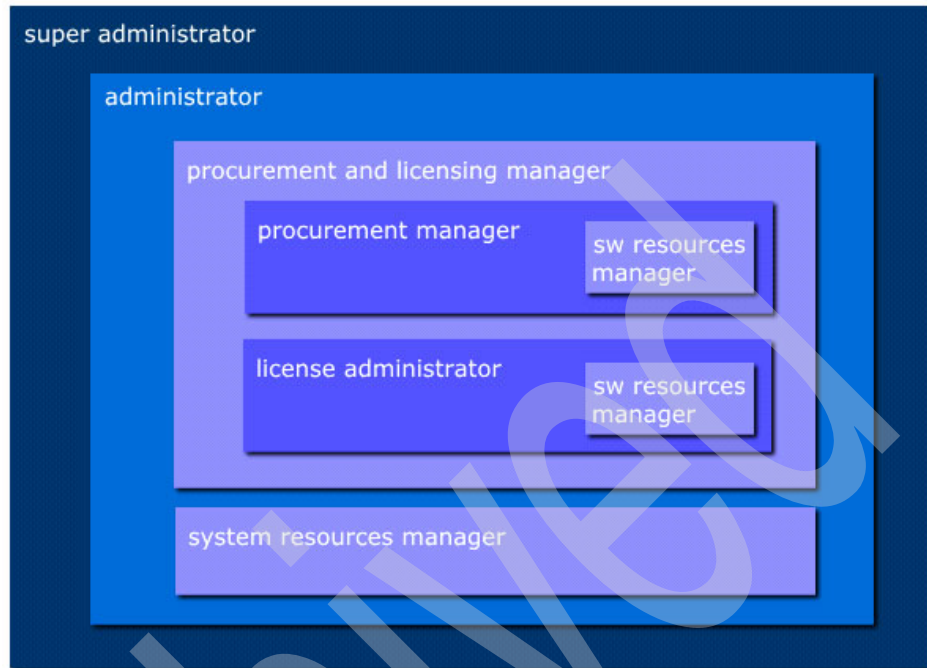 super administrator
administrator
procurement and licensing manager
procurement manager
sw resources
manager
license administrator
sw resources
manager
system resources manager